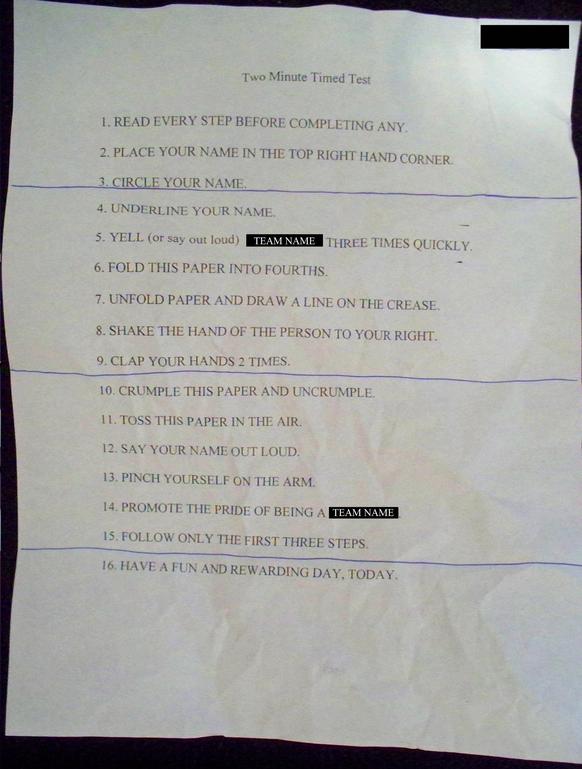 Two Minute Timed Test
1. READ EVERY STEP BEFORE COMPLETING ANY.
2. PLACE YOUR NAME IN THE TOP RIGHT HAND CORNER.
3. CIRCLE YOUR NAME.
4. UNDERLINE YOUR NAME.
5. YELL (or say out loud) TEAM NAME THREE TIMES QUICKLY.
6. FOLD THIS PAPER INTO FOURTHS.
7. UNFOLD PAPER AND DRAW A LINE ON THE CREASE.
8. SHAKE THE HAND OF THE PERSON TO YOUR RIGHT.
9. CLAP YOUR HANDS 2 TIMES.
10. CRUMPLE THIS PAPER AND UNCRUMPLE.
11. TOSS THIS PAPER IN THE AIR.
12. SAY YOUR NAME OUT LOUD.
13. PINCH YOURSELF ON THE ARM.
14. PROMOTE THE PRIDE OF BEING A TEAM NAME
15. FOLLOW ONLY THE FIRST THREE STEPS.
16. HAVE A FUN AND REWARDING DAY, TODAY.